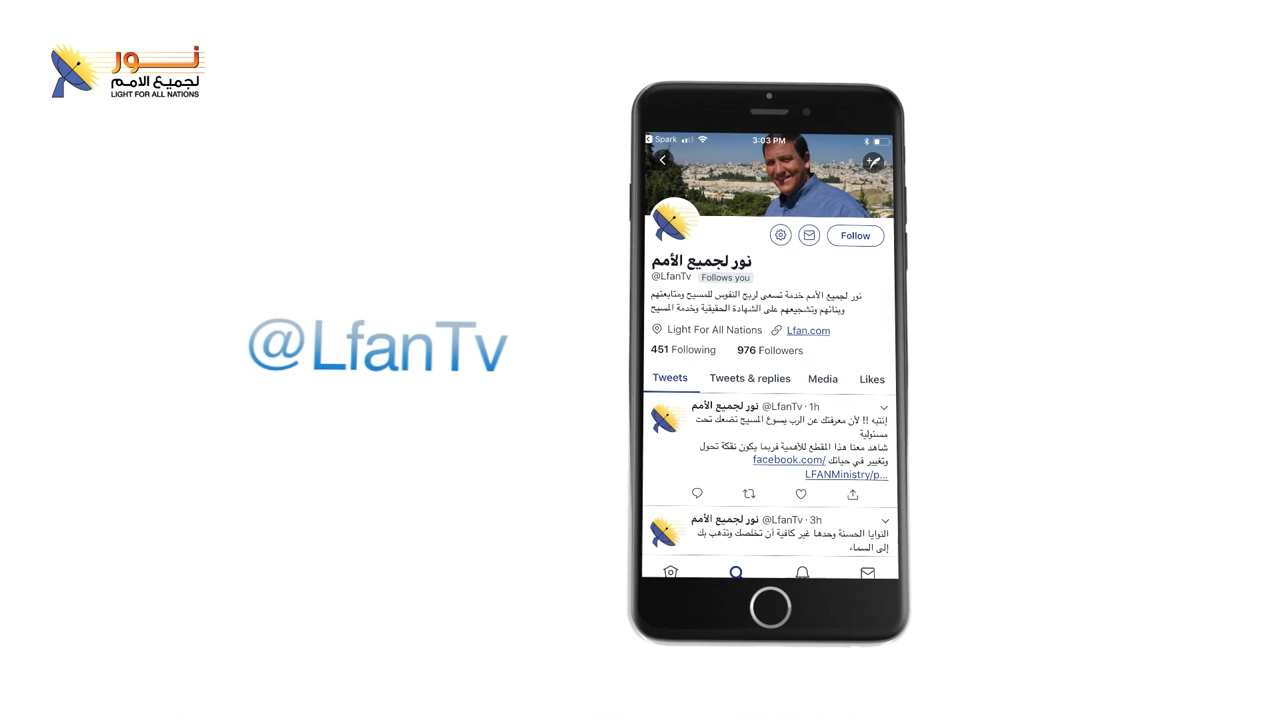 نور
لجميع الامم
LIGHT FOR ALL NATIONS
@LfanTv
Spark
3:03 PM
Follow
نور لجميع الأمم
@LfanTv Follows you
نور لجميع الأمم خدمة تسعى لربح النفوس للمسيح ومتابعتهم
وبنائهم وتشجيعهم على الشهادة الحقيقية وخدمة المسيح
Light For All Nations Lfan.com
451 Following 976 Followers
Tweets Tweets & replies Media Likes
نور لجميع الأمم @LfanTv · 1h
إنتبه !! لأن معرفتك عن الرب يسوع المسيح تضعك تحت
مسئولية
شاهد معنا هذا المقطع للأهمية فربما يكون نقكة تحول
وتغيير في حياتك facebook.com/
LFANMinistry/p...
نور لجميع الأمم @LfanTv · 3h
النوايا الحسنة وحدها غير كافية أن تخلصك وتذهب بك
إلى السماء